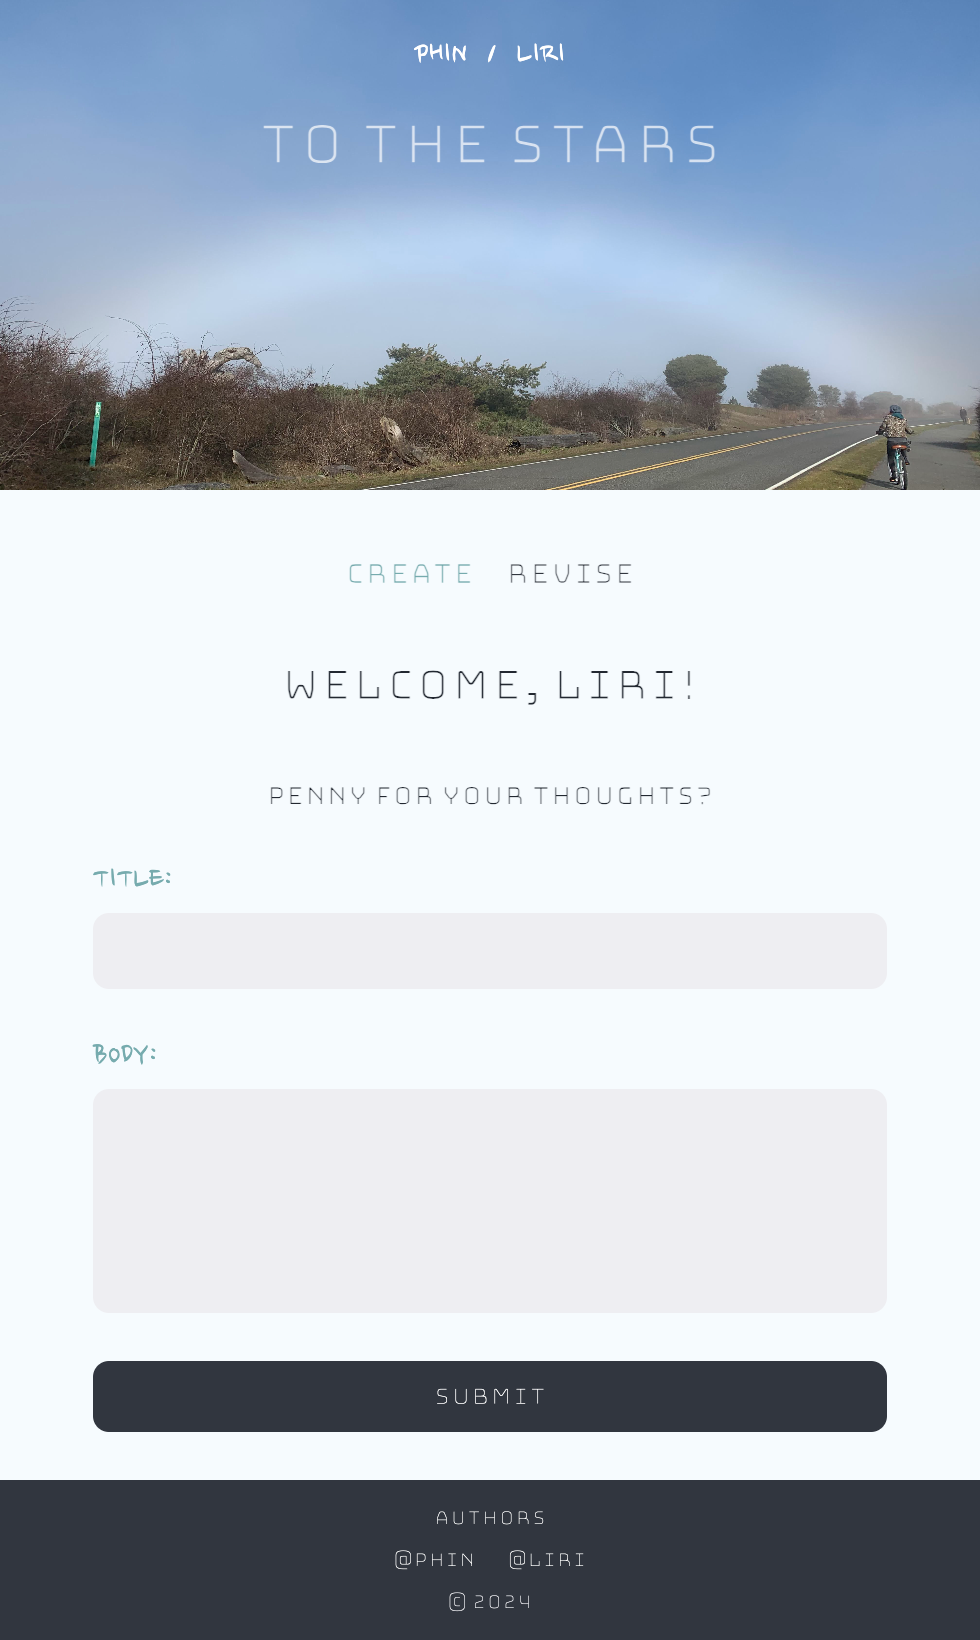 PHIN / LIRI
TO THE STARS
CREATE REVISE
WELCOME, LIRI!
PENNY FOR YOUR THOUGHTS?
TITLE:
BODY:
SUBMIT
AUTHORS
@PHIN @LIRI
© 2024